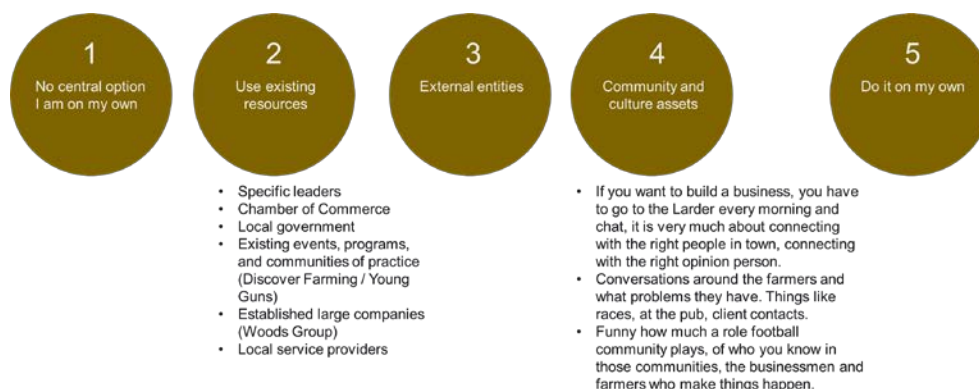 1
No central option
I am on my own
2
Use existing
resources
3
External entities
4
Community and
culture assets
5
Do it on my own
• Specific leaders
• Chamber of Commerce
• Local government
• Existing events, programs,
and communities of practice
(Discover Farming / Young
Guns)
• Established large companies
(Woods Group)
• Local service providers
• If you want to build a business, you have
to go to the Larder every morning and
chat, it is very much about connecting
with the right people in town, connecting
with the right opinion person.
• Conversations around the farmers and
what problems they have. Things like
races, at the pub, client contacts.
• Funny how much a role football
community plays, of who you know in
those communities, the businessmen and
farmers who make things happen.